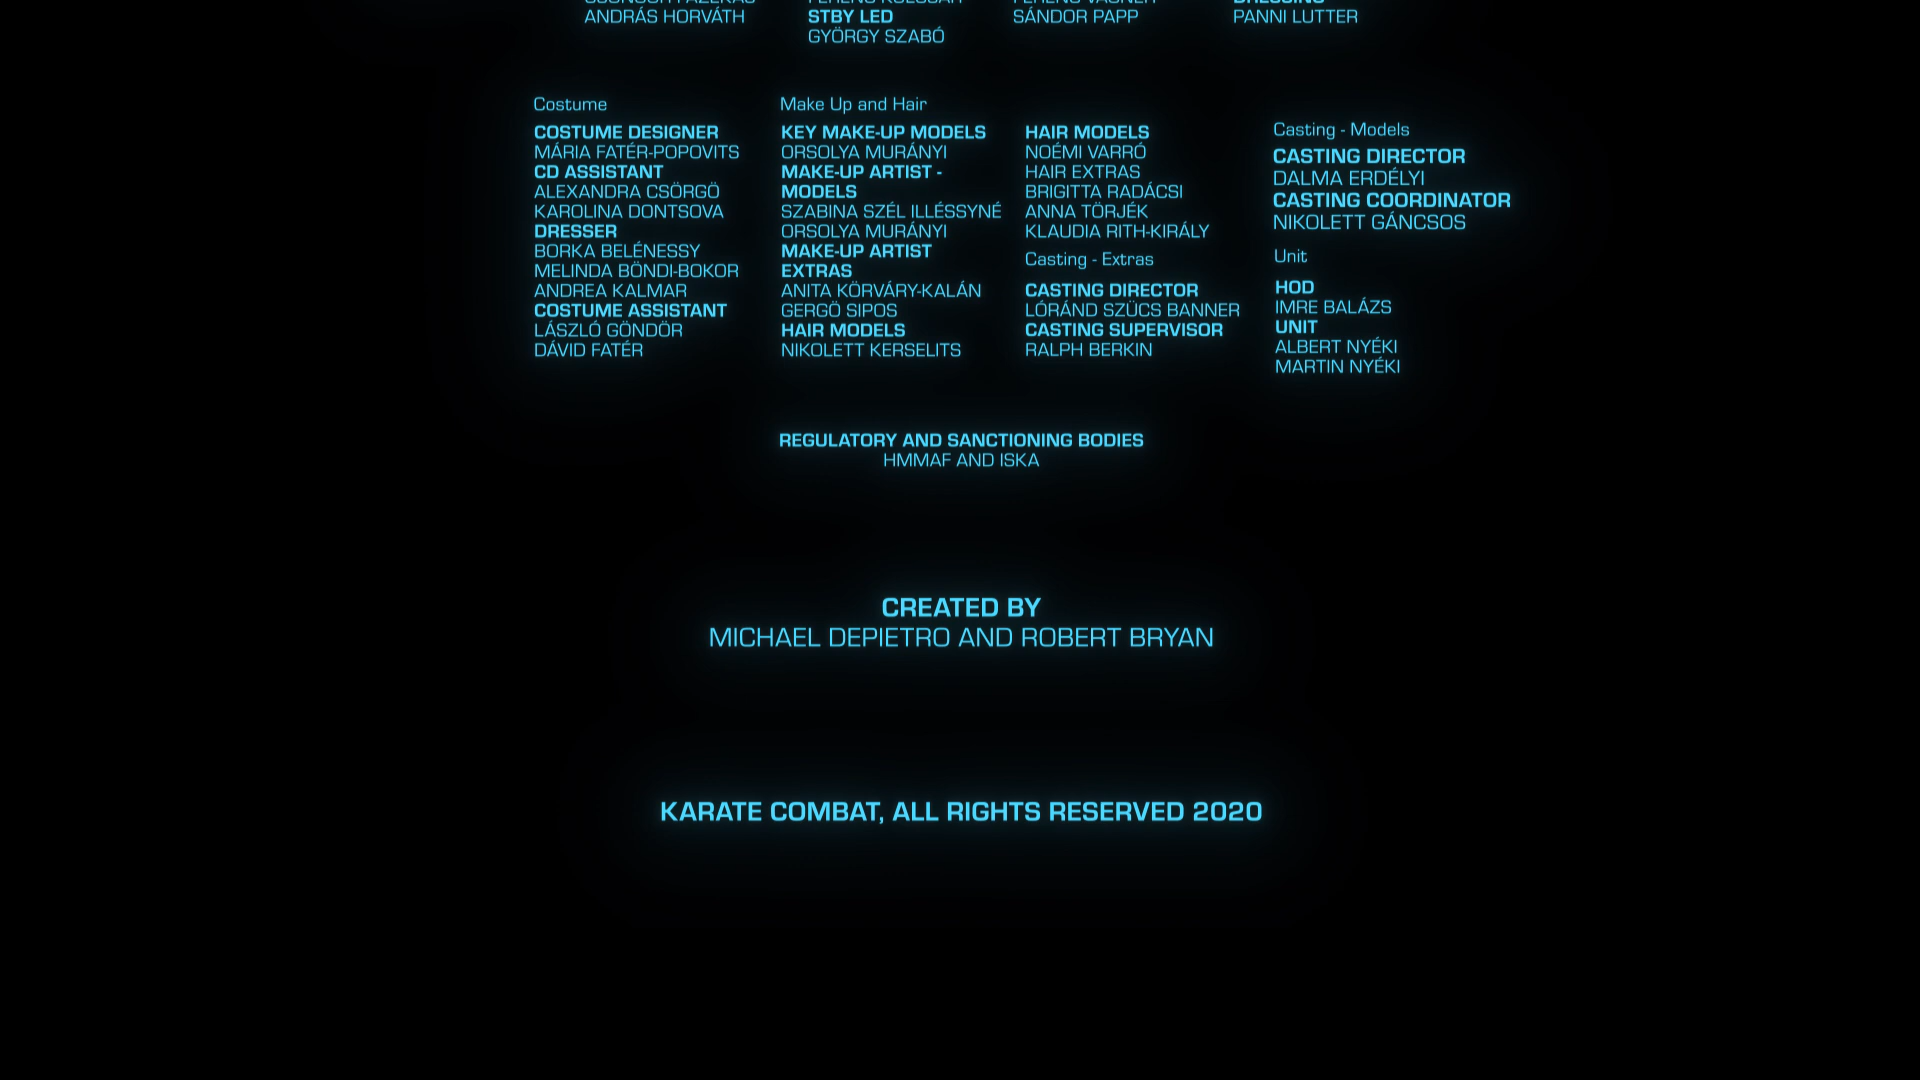 ANDRÁS HORVÁTH
STBY LED
GYÖRGY SZABÓ
SÁNDOR PAPP
PANNI LUTTER
Costume
COSTUME DESIGNER
MÁRIA FATÉR-POPOVITS
CD ASSISTANT
ALEXANDRA CSÖRGÖ
KAROLINA DONTSOVA
DRESSER
BORKA BELÉNESSY
MELINDA BÖNDI-BOKOR
ANDREA KALMAR
COSTUME ASSISTANT
LÁSZLÓ GÖNDÖR
DÁVID FATÉR
Make Up and Hair
KEY MAKE-UP MODELS
ORSOLYA MURÁNYI
MAKE-UP ARTIST -
MODELS
SZABINA SZÉL ILLÉSSYNÉ
ORSOLYA MURÁNYI
MAKE-UP ARTIST
EXTRAS
ANITA KÖRVÁRY-KALÁN
GERGÖ SIPOS
HAIR MODELS
NIKOLETT KERSELITS
HAIR MODELS
NOÉMI VARRÓ
HAIR EXTRAS
BRIGITTA RADÁCSI
ANNA TÖRJÉK
KLAUDIA RITH-KIRÁLY
Casting - Extras
CASTING DIRECTOR
LÓRÁND SZÜCS BANNER
CASTING SUPERVISOR
RALPH BERKIN
Casting - Models
CASTING DIRECTOR
DALMA ERDÉLYI
CASTING COORDINATOR
NIKOLETT GÁNCSOS
Unit
HOD
IMRE BALÁZS
UNIT
ALBERT NYÉKI
MARTIN NYÉKI
REGULATORY AND SANCTIONING BODIES
HMMAF AND ISKA
CREATED BY
MICHAEL DEPIETRO AND ROBERT BRYAN
KARATE COMBAT, ALL RIGHTS RESERVED 2020